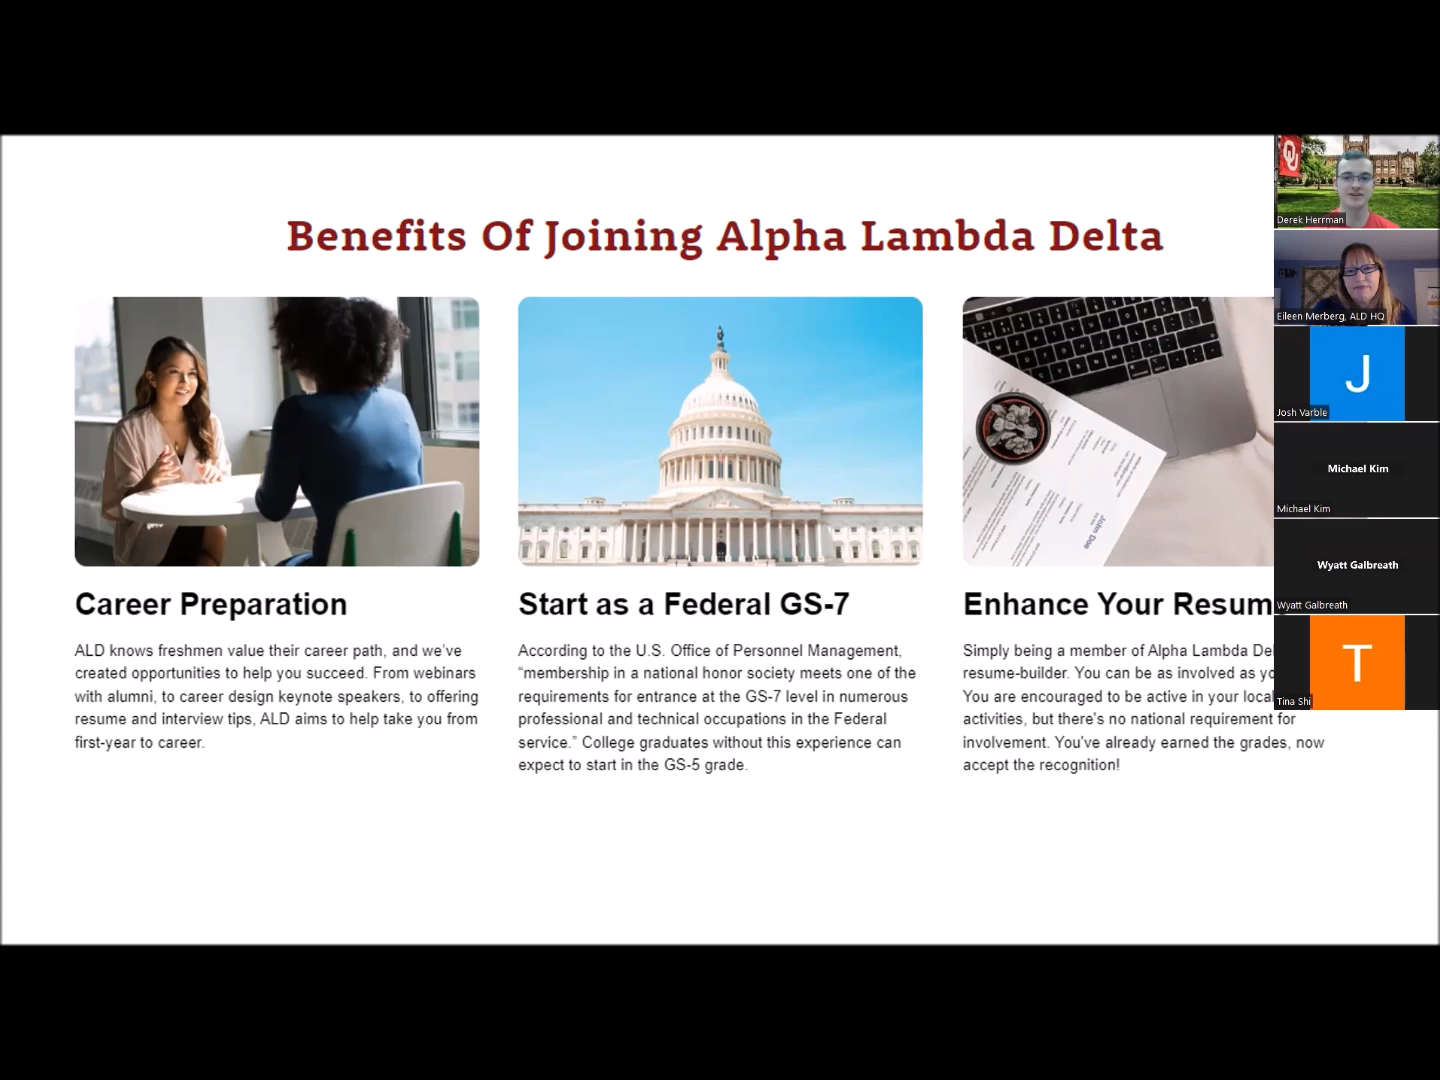 Benefits Of Joining Alpha Lambda Delta
Career Preparation
ALD knows freshmen value their career path, and we've
created opportunities to help you succeed. From webinars
with alumni, to career design keynote speakers, to offering
resume and interview tips, ALD aims to help take you from
first-year to career.
Start as a Federal GS-7
According to the U.S. Office of Personnel Management,
“membership in a national honor society meets one of the
requirements for entrance at the GS-7 level in numerous
professional and technical occupations in the Federal
service.” College graduates without this experience can
expect to start in the GS-5 grade.
John Doe
Enhance Your Resum
Simply being a member of Alpha Lambda De
resume-builder. You can be as involved as yo
You are encouraged to be active in your local
activities, but there's no national requirement for
involvement. You've already earned the grades, now
accept the recognition!
OU
Derek Herrman
Eileen Merberg, ALD HQ
J
Josh Varble
Michael Kim
Michael Kim
Wyatt Galbreath
Wyatt Galbreath
T
Tina Shi